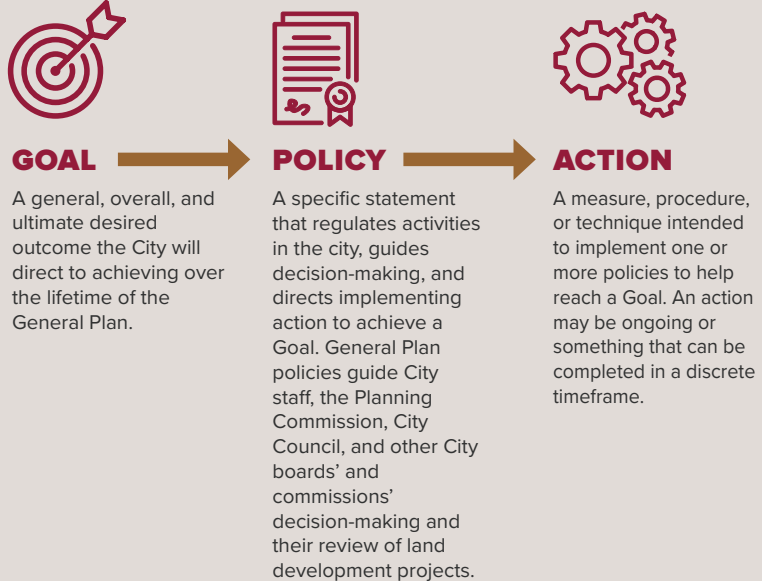 GOAL
A general, overall, and
ultimate desired
outcome the City will
direct to achieving over
the lifetime of the
General Plan.
POLICY
A specific statement
that regulates activities
in the city, guides
decision-making, and
directs implementing
action to achieve a
Goal. General Plan
policies guide City
staff, the Planning
Commission, City
Council, and other City
boards’ and
commissions’
decision-making and
their review of land
development projects.
ACTION
A measure, procedure,
or technique intended
to implement one or
more policies to help
reach a Goal. An action
may be ongoing or
something that can be
completed in a discrete
timeframe.